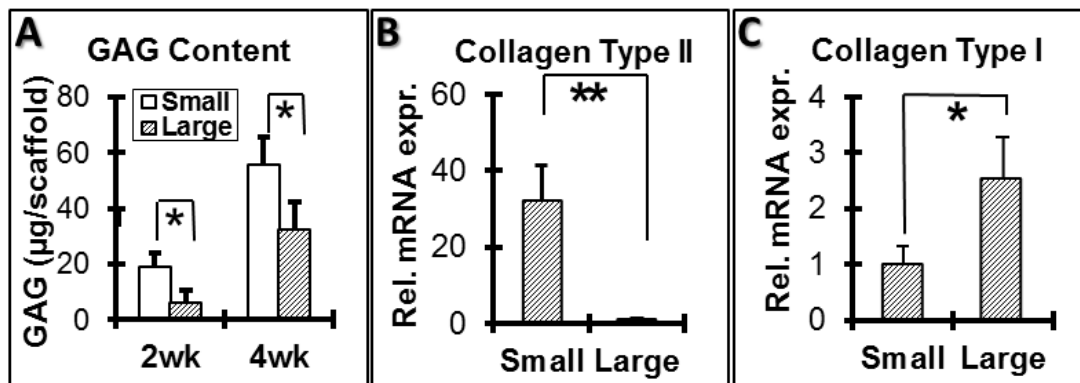 A
GAG Content
GAG (µg/scaffold)
80
60
40
20
0
Small
Large
*
*
2wk
4wk
B
Collagen Type II
Rel. mRNA expr.
60
40
20
0
**
Small Large
C
Collagen Type I
Rel. mRNA expr.
4
3
2
1
0
*
Small Large